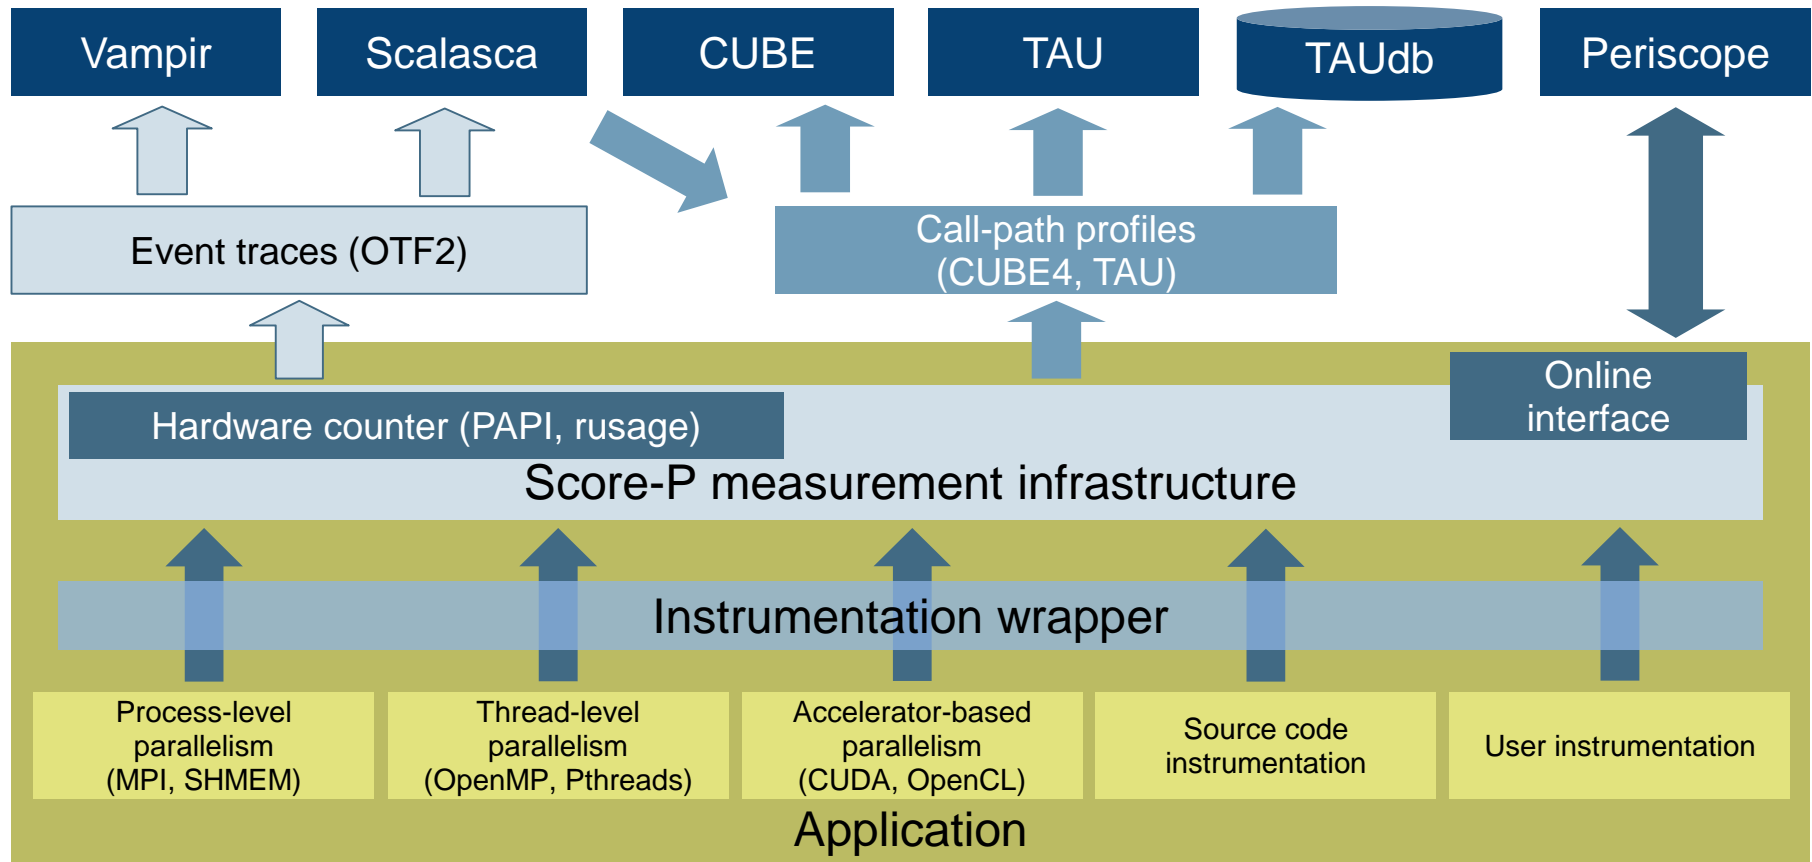 Vampir
Scalasca
CUBE
TAU
TAUdb
Periscope
Event traces (OTF2)
Call-path profiles
(CUBE4, TAU)
Hardware counter (PAPI, rusage)
Online
interface
Score-P measurement infrastructure
Instrumentation wrapper
Process-level
parallelism
(MPI, SHMEM)
Thread-level
parallelism
(OpenMP, Pthreads)
Accelerator-based
parallelism
(CUDA, OpenCL)
Source code
instrumentation
User instrumentation
Application